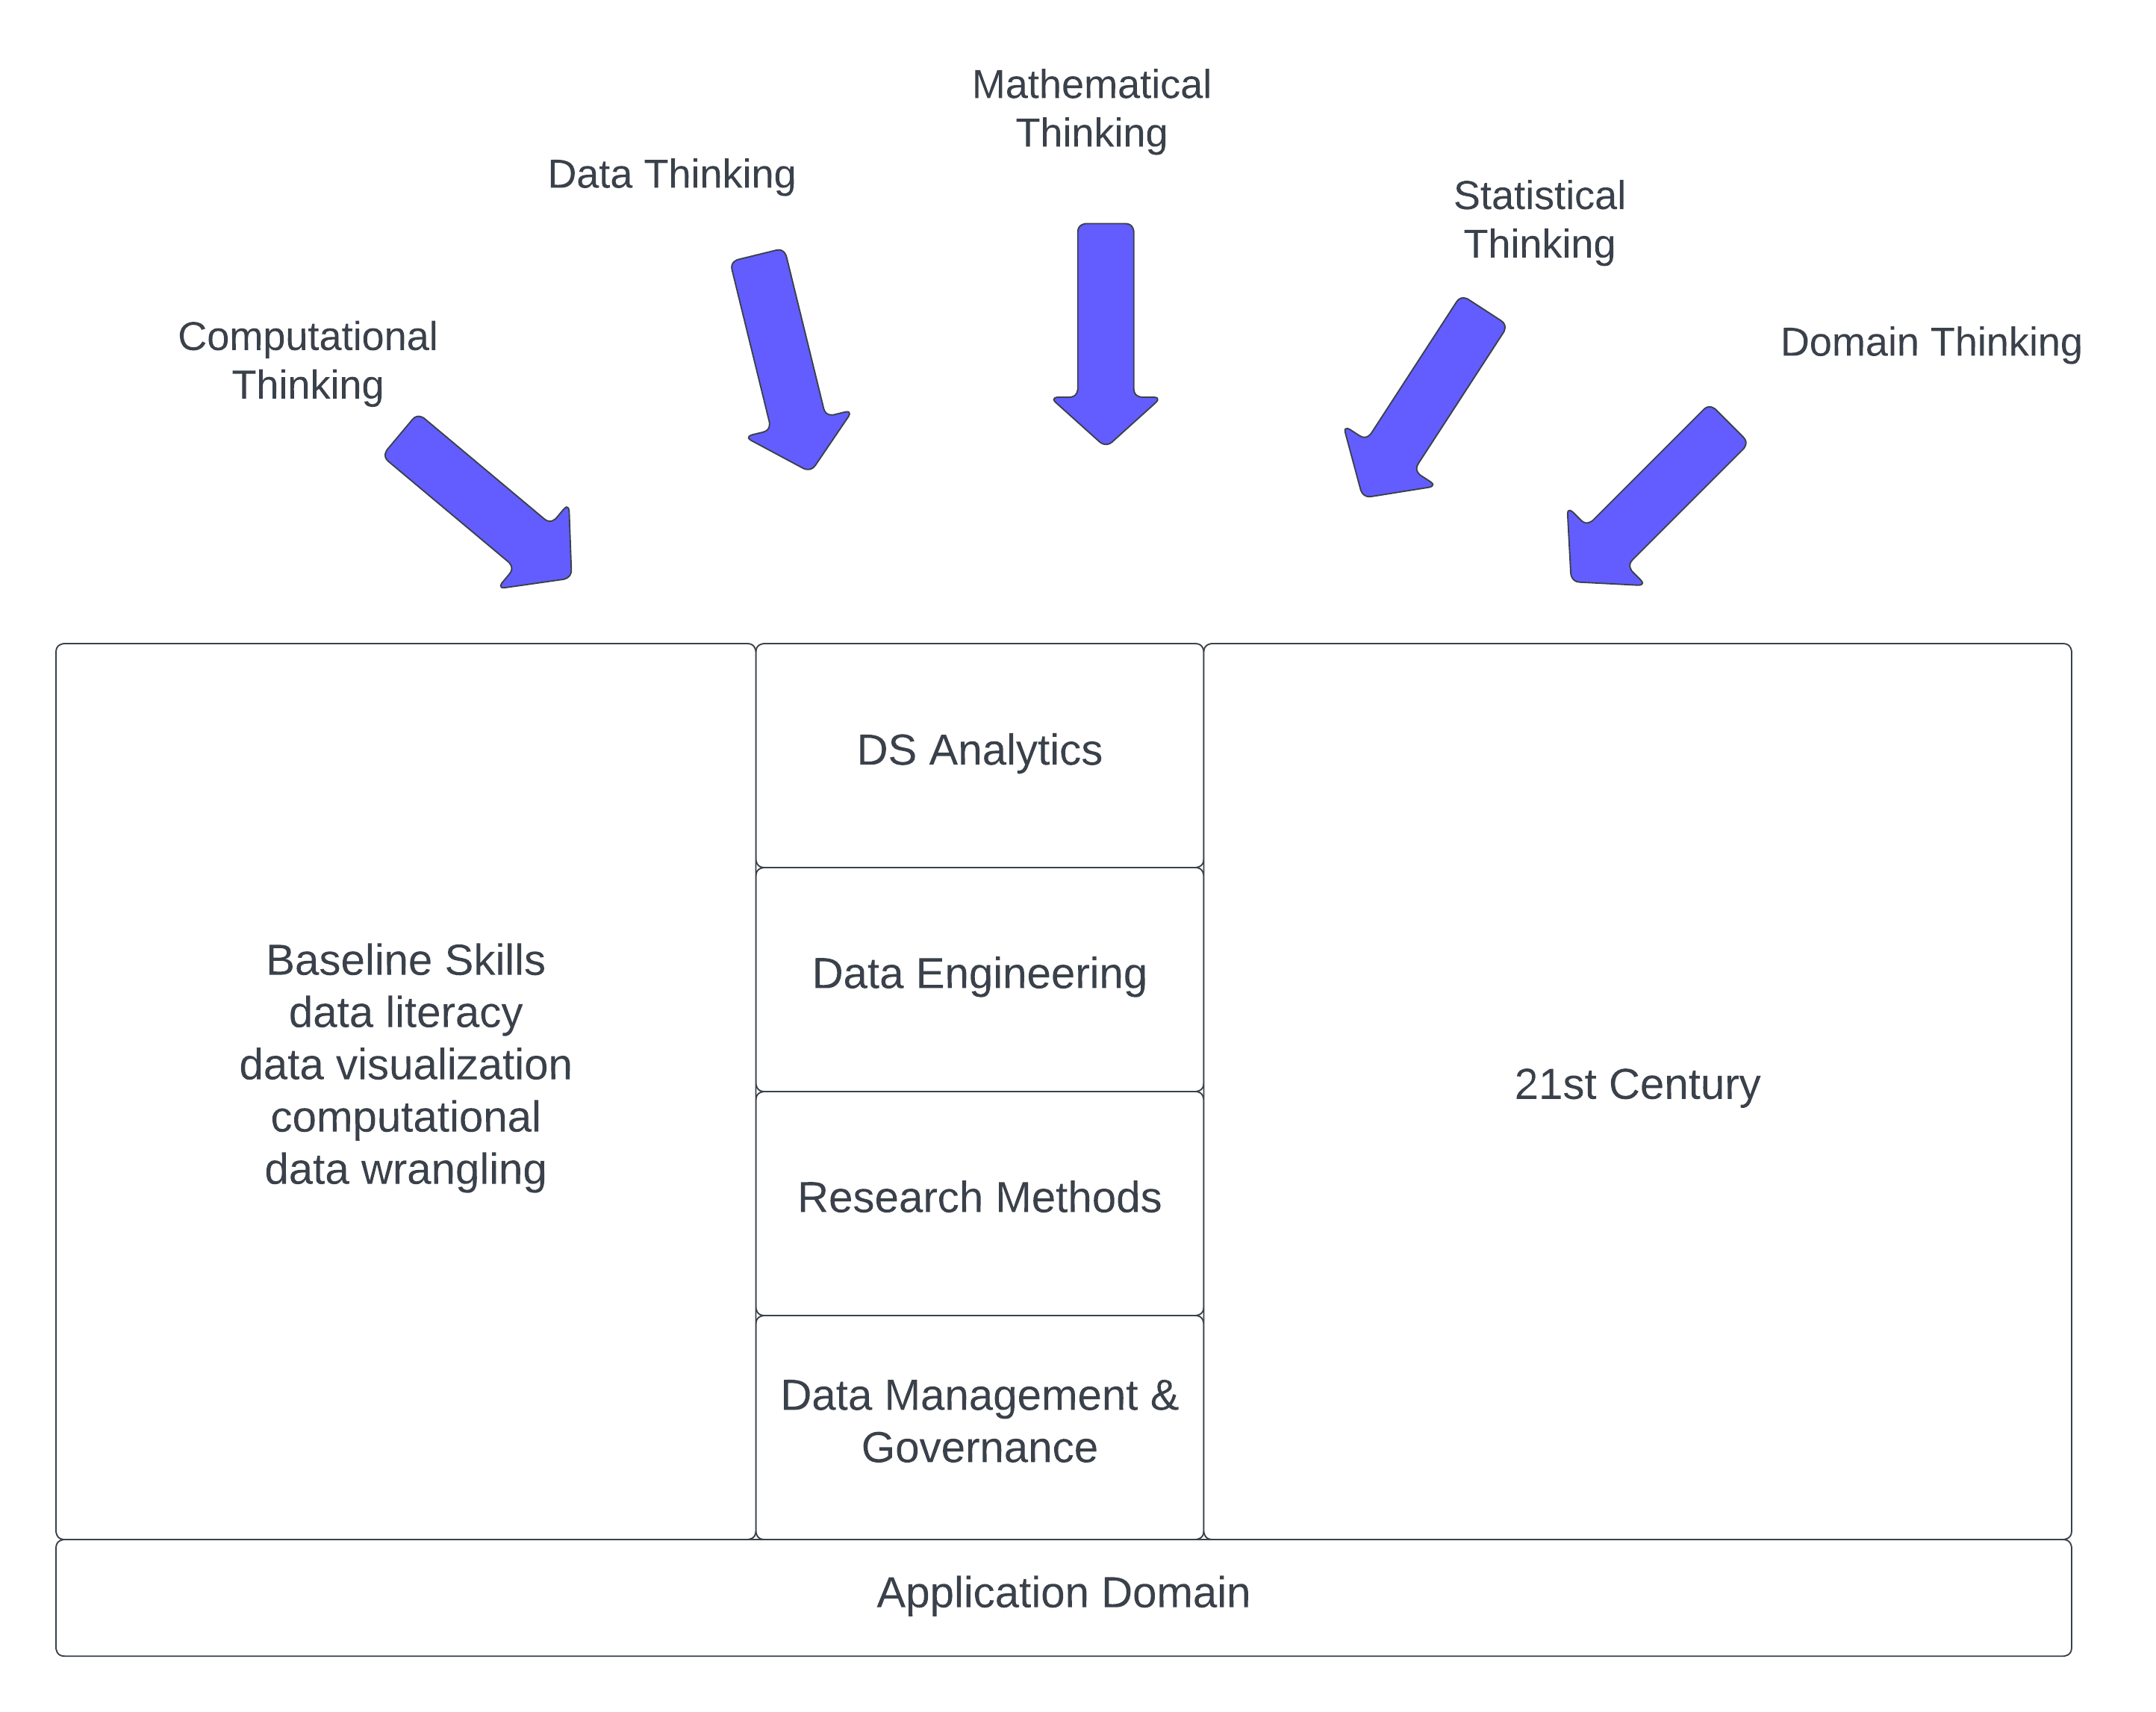 Mathematical
Thinking
Data Thinking
Statistical
Thinking
Computational
Thinking
Domain Thinking
DS Analytics
Data Engineering
Baseline Skills
data literacy
data visualization
computational
data wrangling
21st Century
Research Methods
Data Management &
Governance
Application Domain